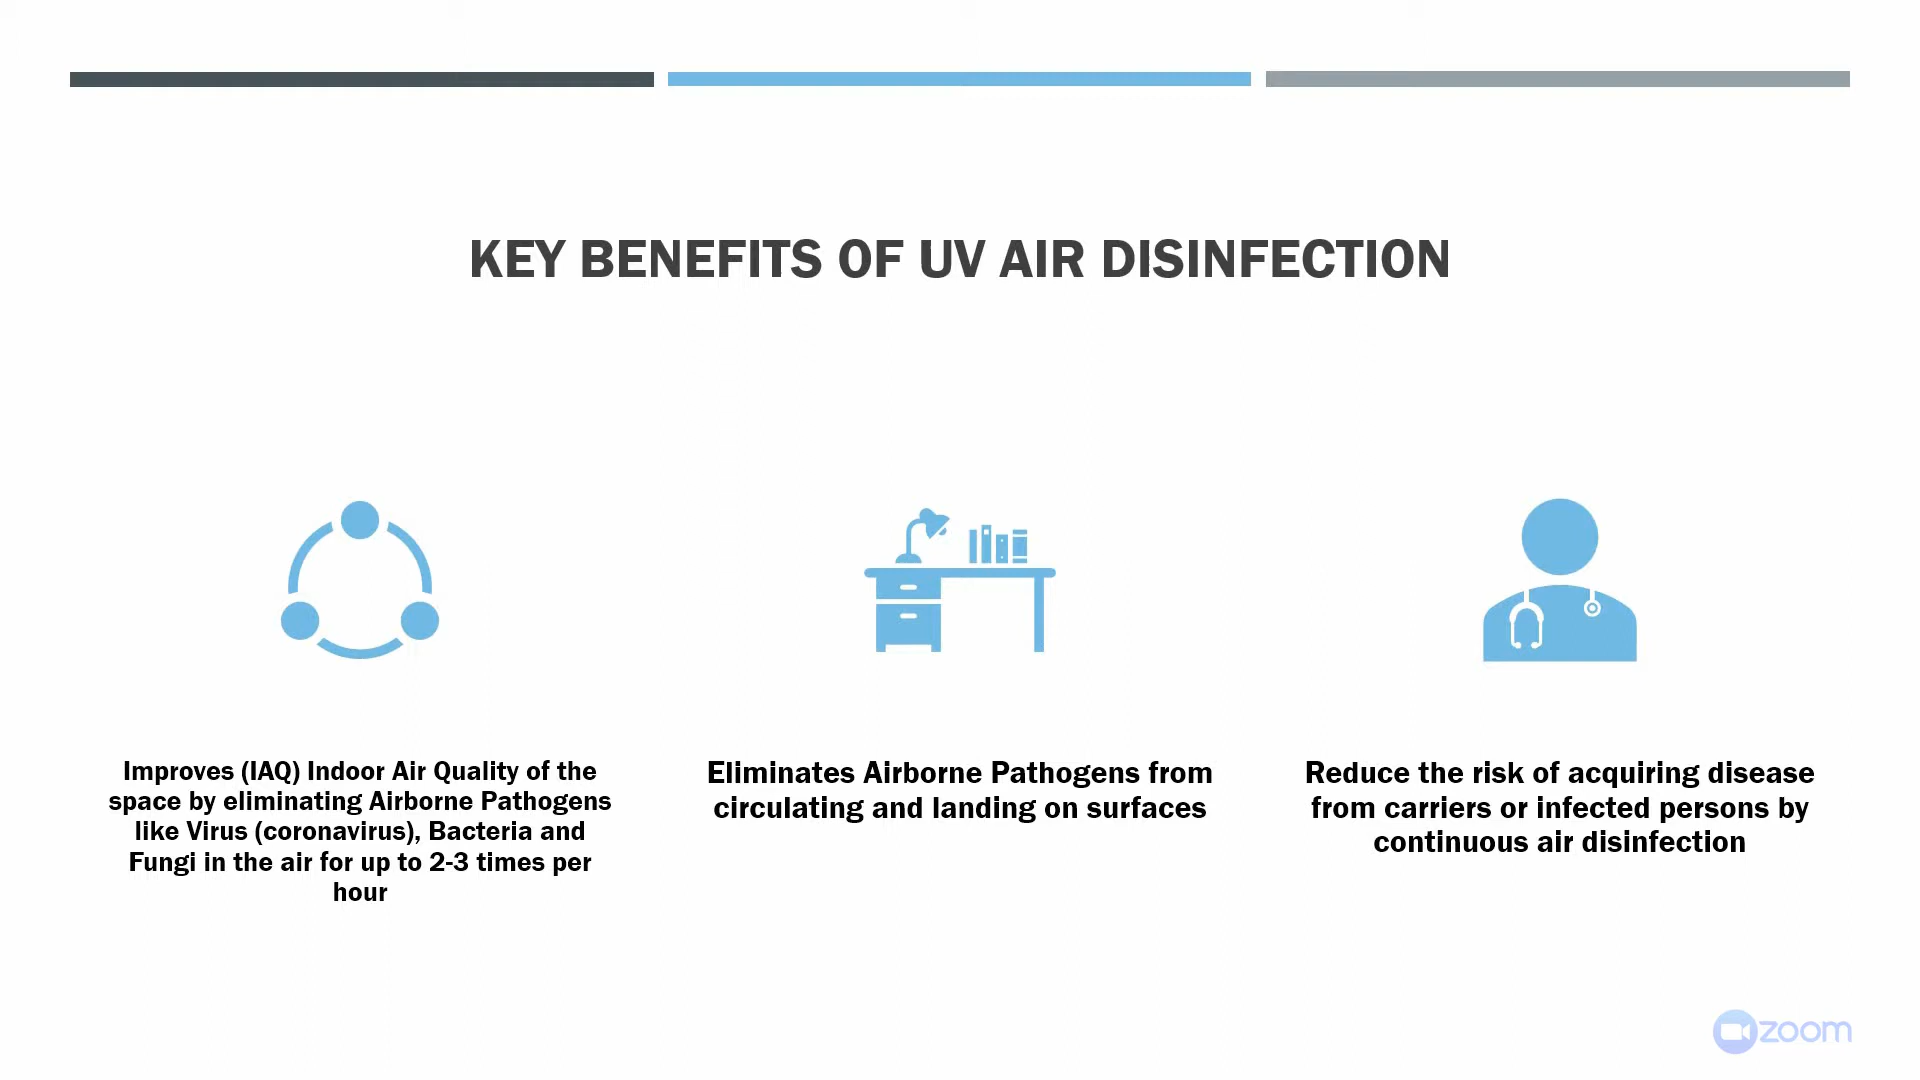 KEY BENEFITS OF UV AIR DISINFECTION
Improves (IAQ) Indoor Air Quality of the
space by eliminating Airborne Pathogens
like Virus (coronavirus), Bacteria and
Fungi in the air for up to 2-3 times per
hour
Eliminates Airborne Pathogens from
circulating and landing on surfaces
Reduce the risk of acquiring disease
from carriers or infected persons by
continuous air disinfection
zoom